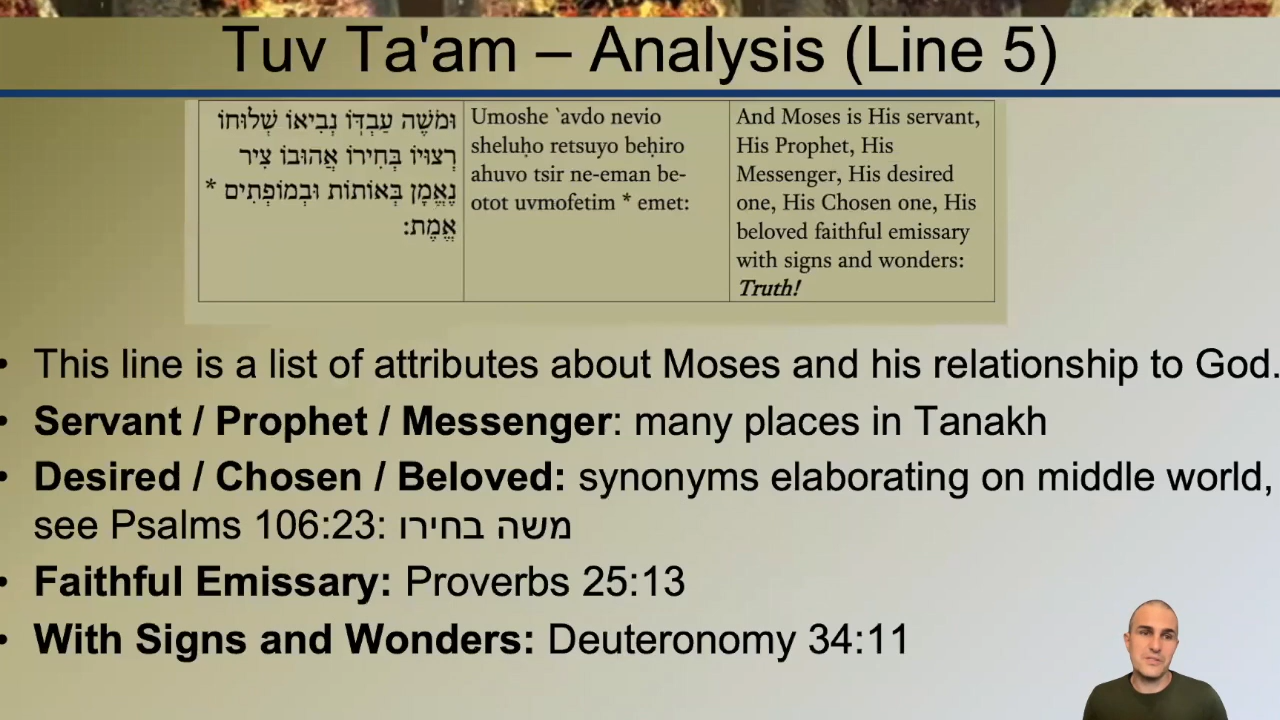 Tuv Ta'am – Analysis (Line 5)
וּמֹשֶׁה עַבְדּוֹ נְבִיאוֹ שְׁלוּחוֹ
רְצוּיוֹ בְּחִירוֹ אֲהוּבוֹ צִיר
נֶאֱמָן בְּאוֹתוֹת וּבְמוֹפְתִים *
אֱמֶת:
Umoshe `avdo nevio
sheluḥo retsuyo beḥiro
ahuvo tsir ne-eman be-
otot uvmofetim * emet:
And Moses is His servant,
His Prophet, His
Messenger, His desired
one, His Chosen one, His
beloved faithful emissary
with signs and wonders:
Truth!
• This line is a list of attributes about Moses and his relationship to God.
• Servant / Prophet / Messenger: many places in Tanakh
• Desired / Chosen / Beloved: synonyms elaborating on middle world,
see Psalms 106:23: משה בחירו
• Faithful Emissary: Proverbs 25:13
• With Signs and Wonders: Deuteronomy 34:11